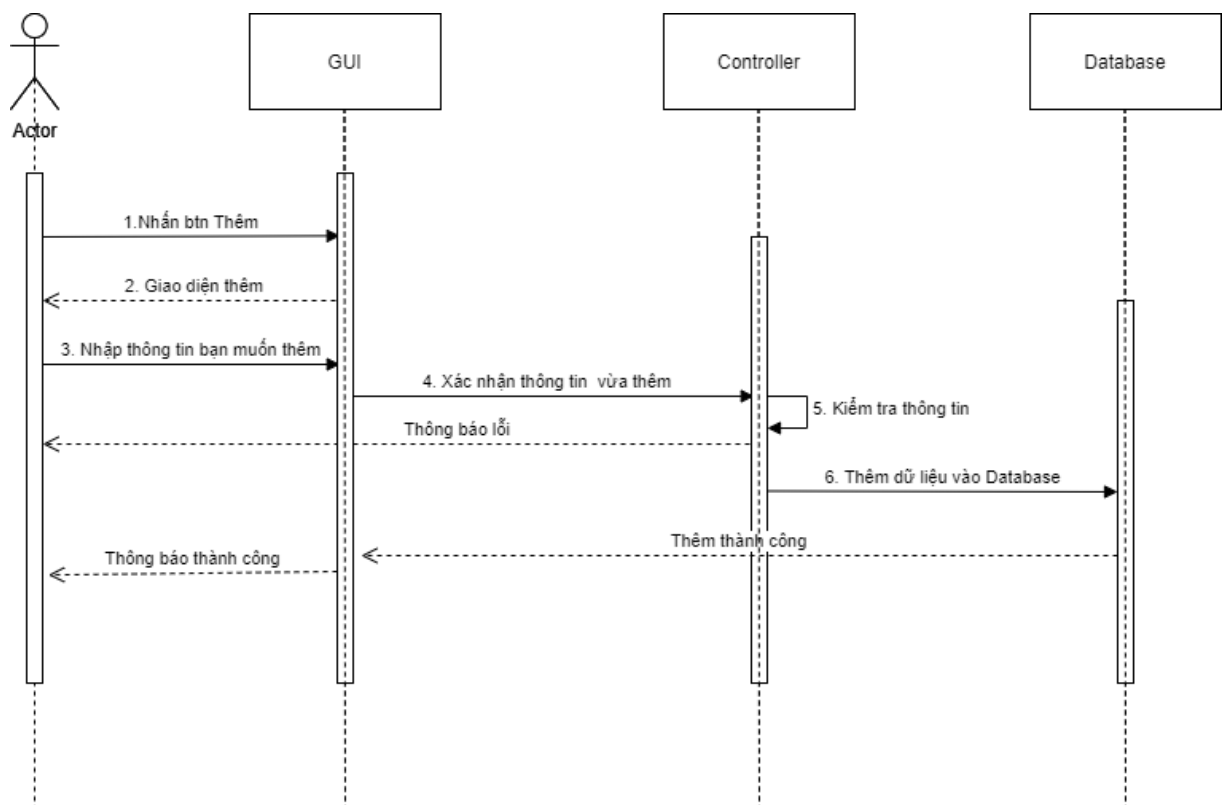 GUI
Controller
Database
Actor
1.Nhấn btn Thêm
2. Giao diện thêm
3. Nhập thông tin bạn muốn thêm
4. Xác nhận thông tin vừa thêm
5. Kiểm tra thông tin
Thông báo lỗi
6. Thêm dữ liệu vào Database
Thêm thành công
Thông báo thành công